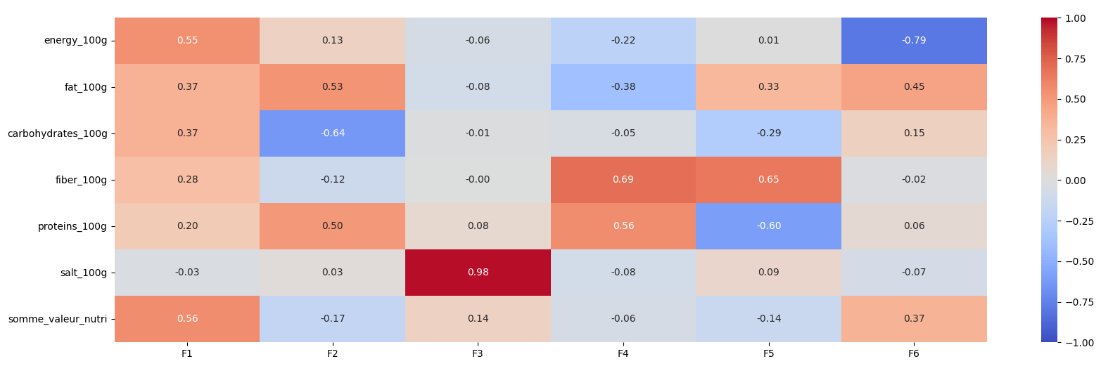 energy_100g 0.55 0.13 -0.06 -0.22 0.01 -0.79
fat_100g 0.37 0.53 -0.08 -0.38 0.33 0.45
carbohydrates_100g 0.37 -0.64 -0.01 -0.05 -0.29 0.15
fiber_100g 0.28 -0.12 -0.00 0.69 0.65 -0.02
proteins_100g 0.20 0.50 0.08 0.56 -0.60 0.06
salt_100g -0.03 0.03 0.98 -0.08 0.09 -0.07
somme_valeur_nutri 0.56 -0.17 0.14 -0.06 -0.14 0.37
F1 F2 F3 F4 F5 F6
1.00
0.75
0.50
0.25
0.00
−0.25
−0.50
−0.75
−1.00